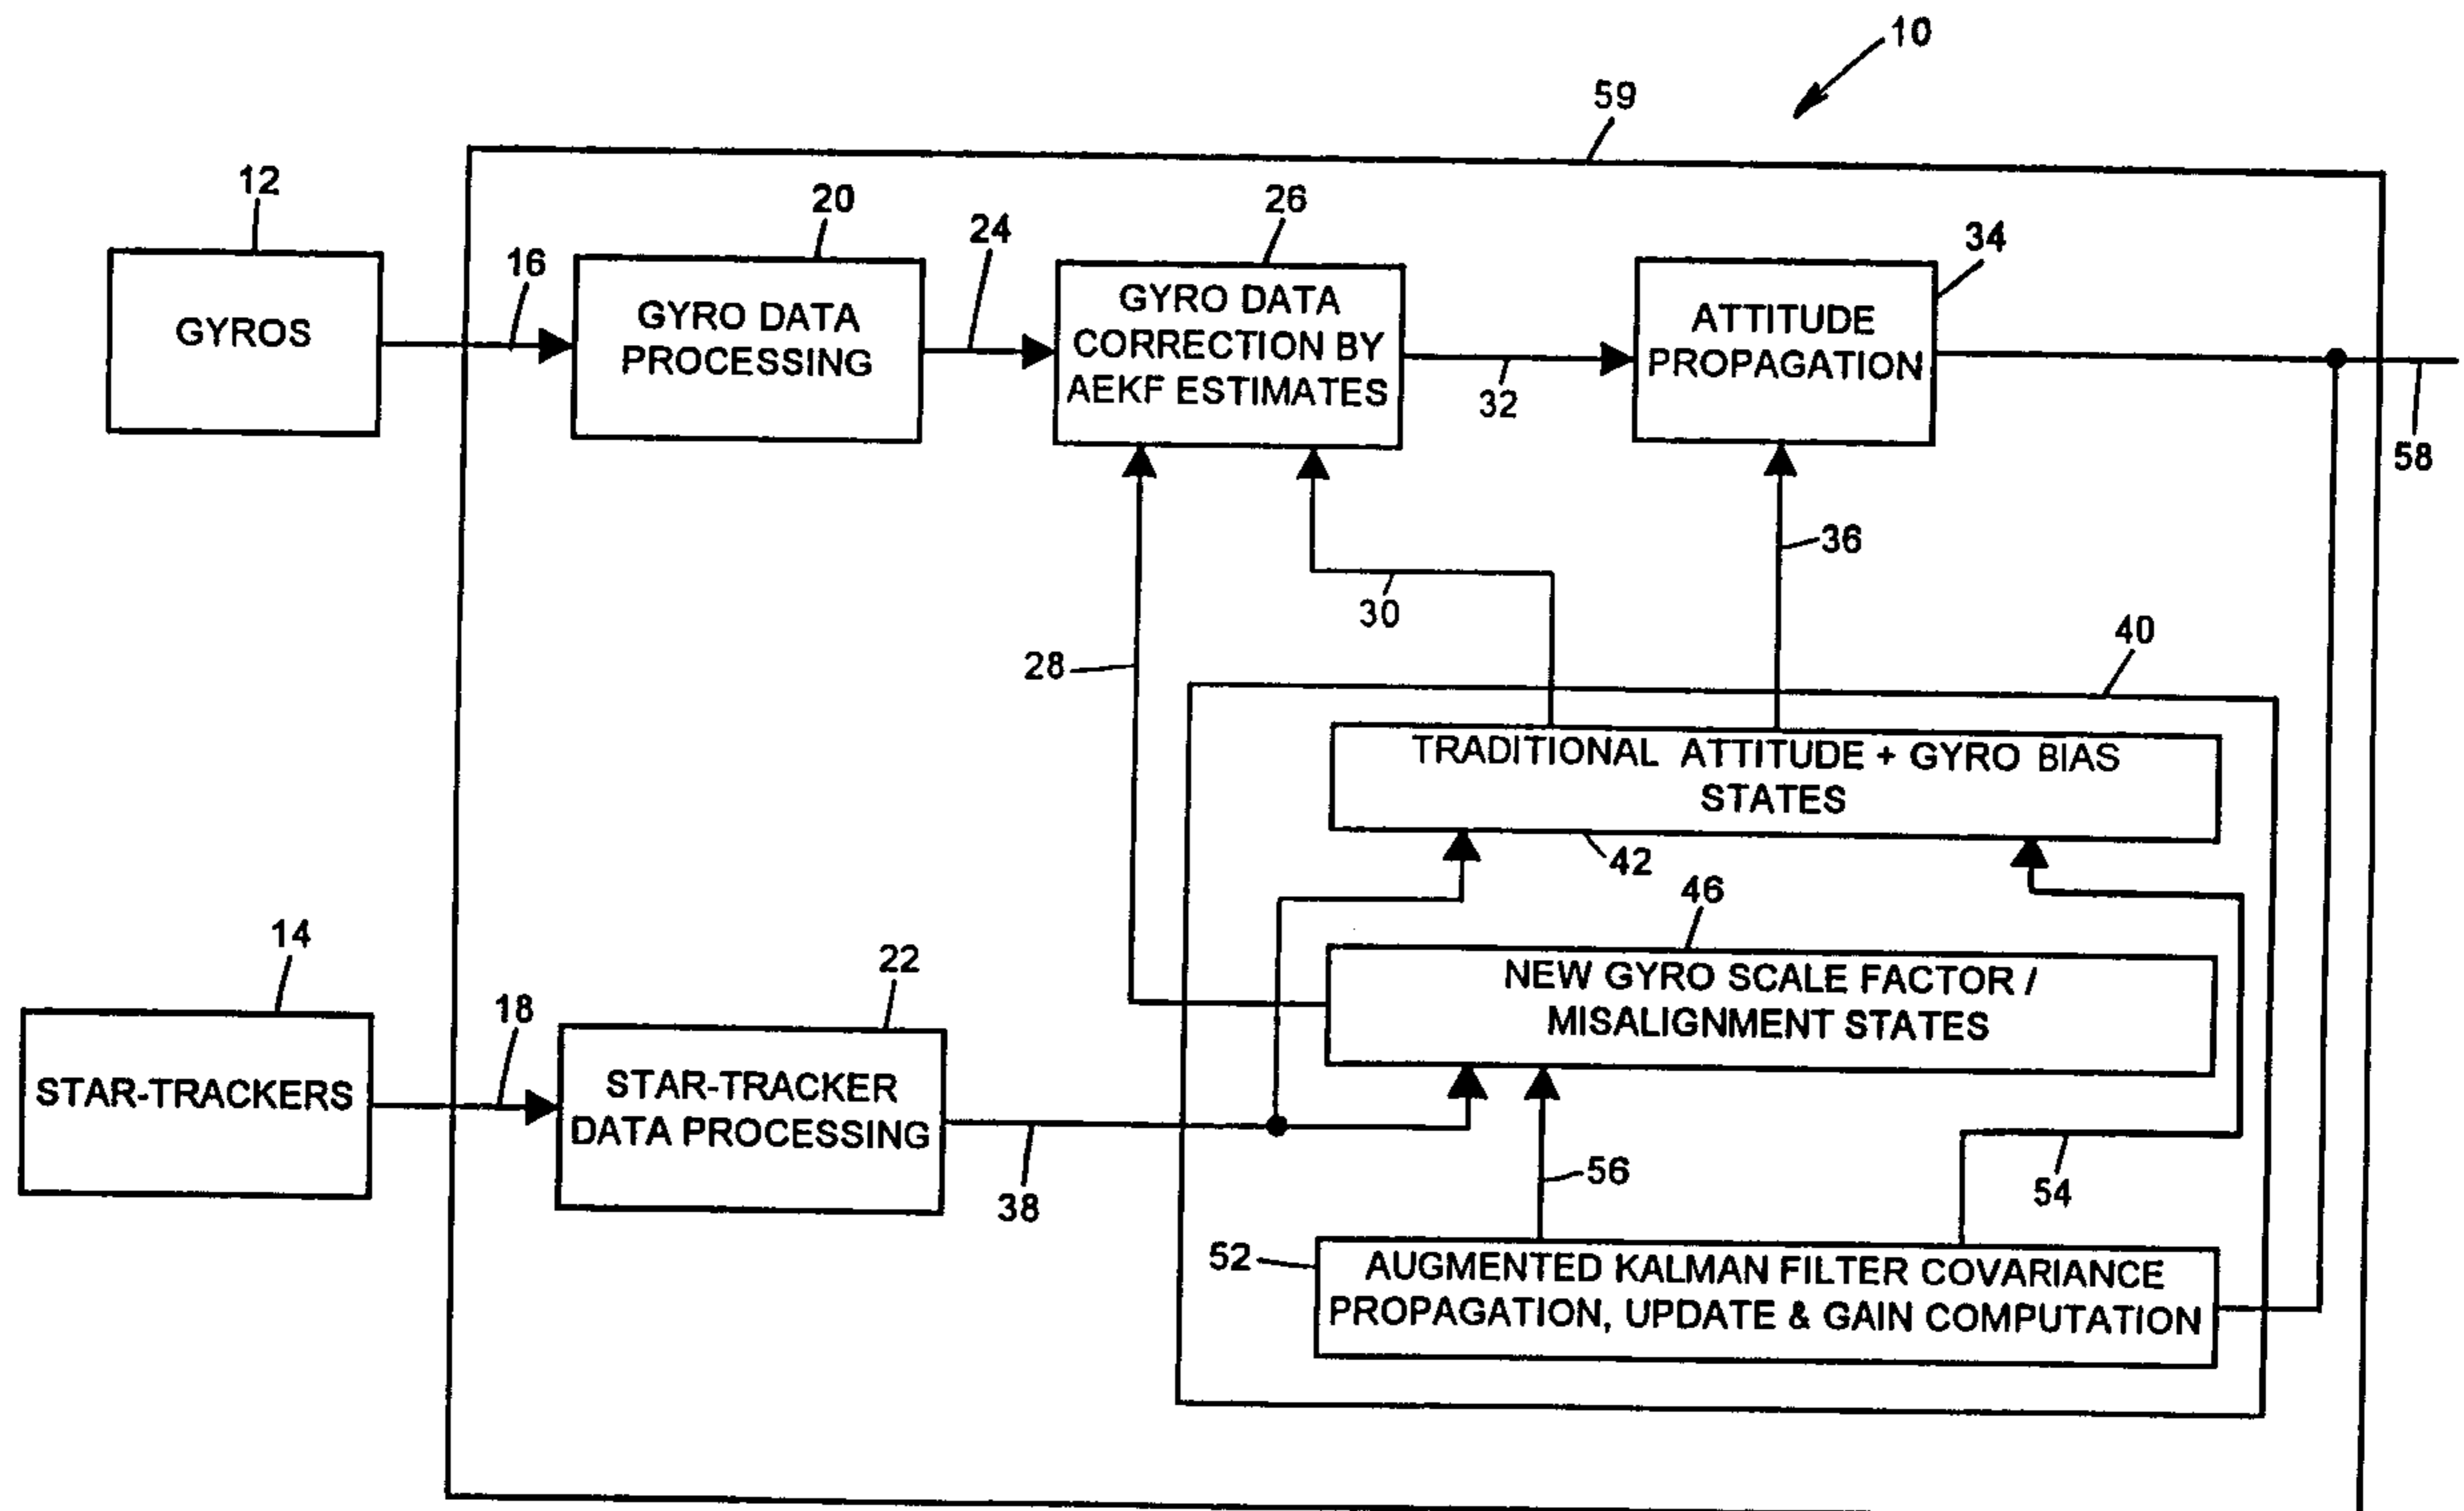 10
59
12
16
20
24
26
34
GYROS
GYRO DATA
PROCESSING
GYRO DATA
CORRECTION BY
AEKF ESTIMATES
32
ATTITUDE
PROPAGATION
58
36
30
28
40
TRADITIONAL ATTITUDE + GYRO BIAS
STATES
42
46
14
18
22
NEW GYRO SCALE FACTOR /
MISALIGNMENT STATES
STAR-TRACKERS
STAR-TRACKER
DATA PROCESSING
38
56
54
52
AUGMENTED KALMAN FILTER COVARIANCE
PROPAGATION, UPDATE & GAIN COMPUTATION